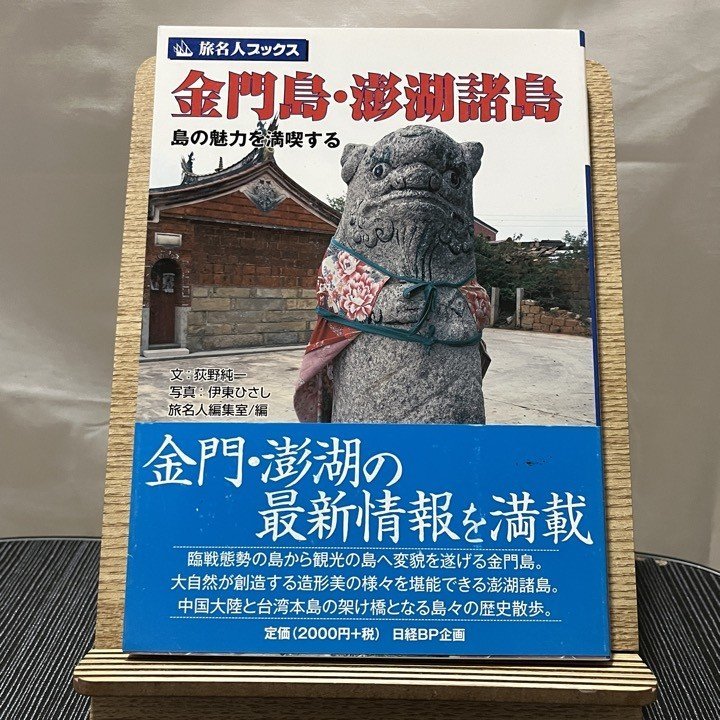 旅名人ブックス
金門島・澎湖諸島
島の魅力を満喫する
文：荻野純一
写真：伊東ひさし
旅名人編集室/編
金門・澎湖の
最新情報を満載
臨戦態勢の島から観光の島へ変貌を遂げる金門島。
大自然が創造する造形美の様々を堪能できる澎湖諸島。
中国大陸と台湾本島の架け橋となる島々の歴史散歩。
定価（2000円+税） 日経BP企画